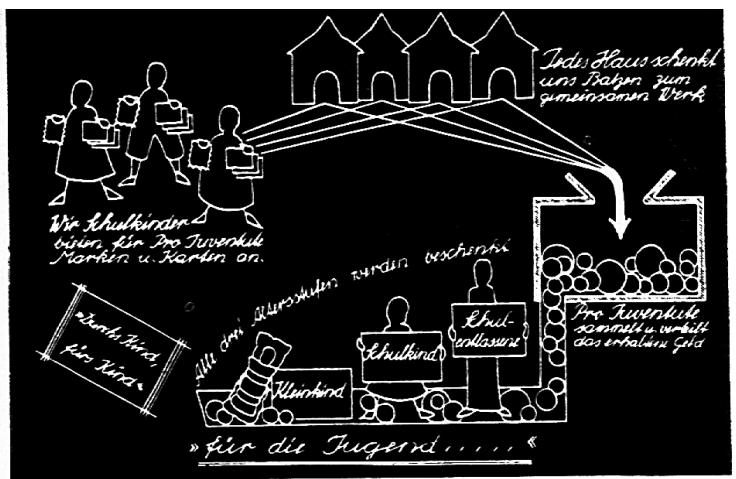 Jedes Haus schenkt
uns Batzen zum
gemeinsamen Werk
Wir Schulkinder
bieten für Pro Juventute
Marken u. Karten an.
Alle drei Altersstufen werden beschenkt
Pro Juventute
sammelt u. verteilt
das erhaltene Geld
»Durchs Kind,
fürs Kind«
Kleinkind
Schulkind
Schul-
entlassene
» für die Jugend..... «